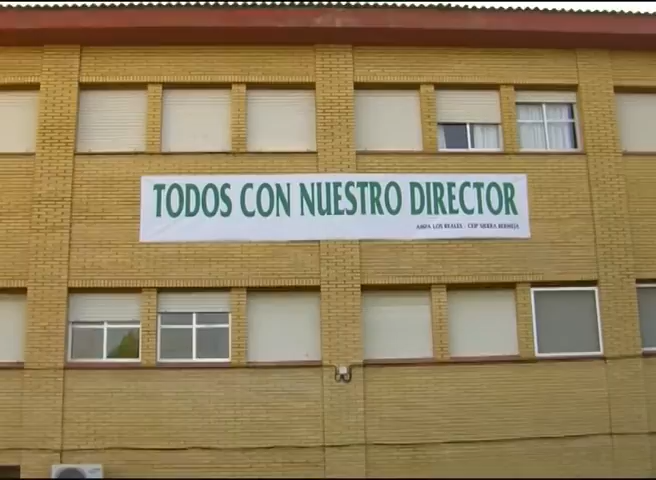 TODOS CON NUESTRO DIRECTOR
AMPA LOS REALES - CEIP SIERRA BERMEJA